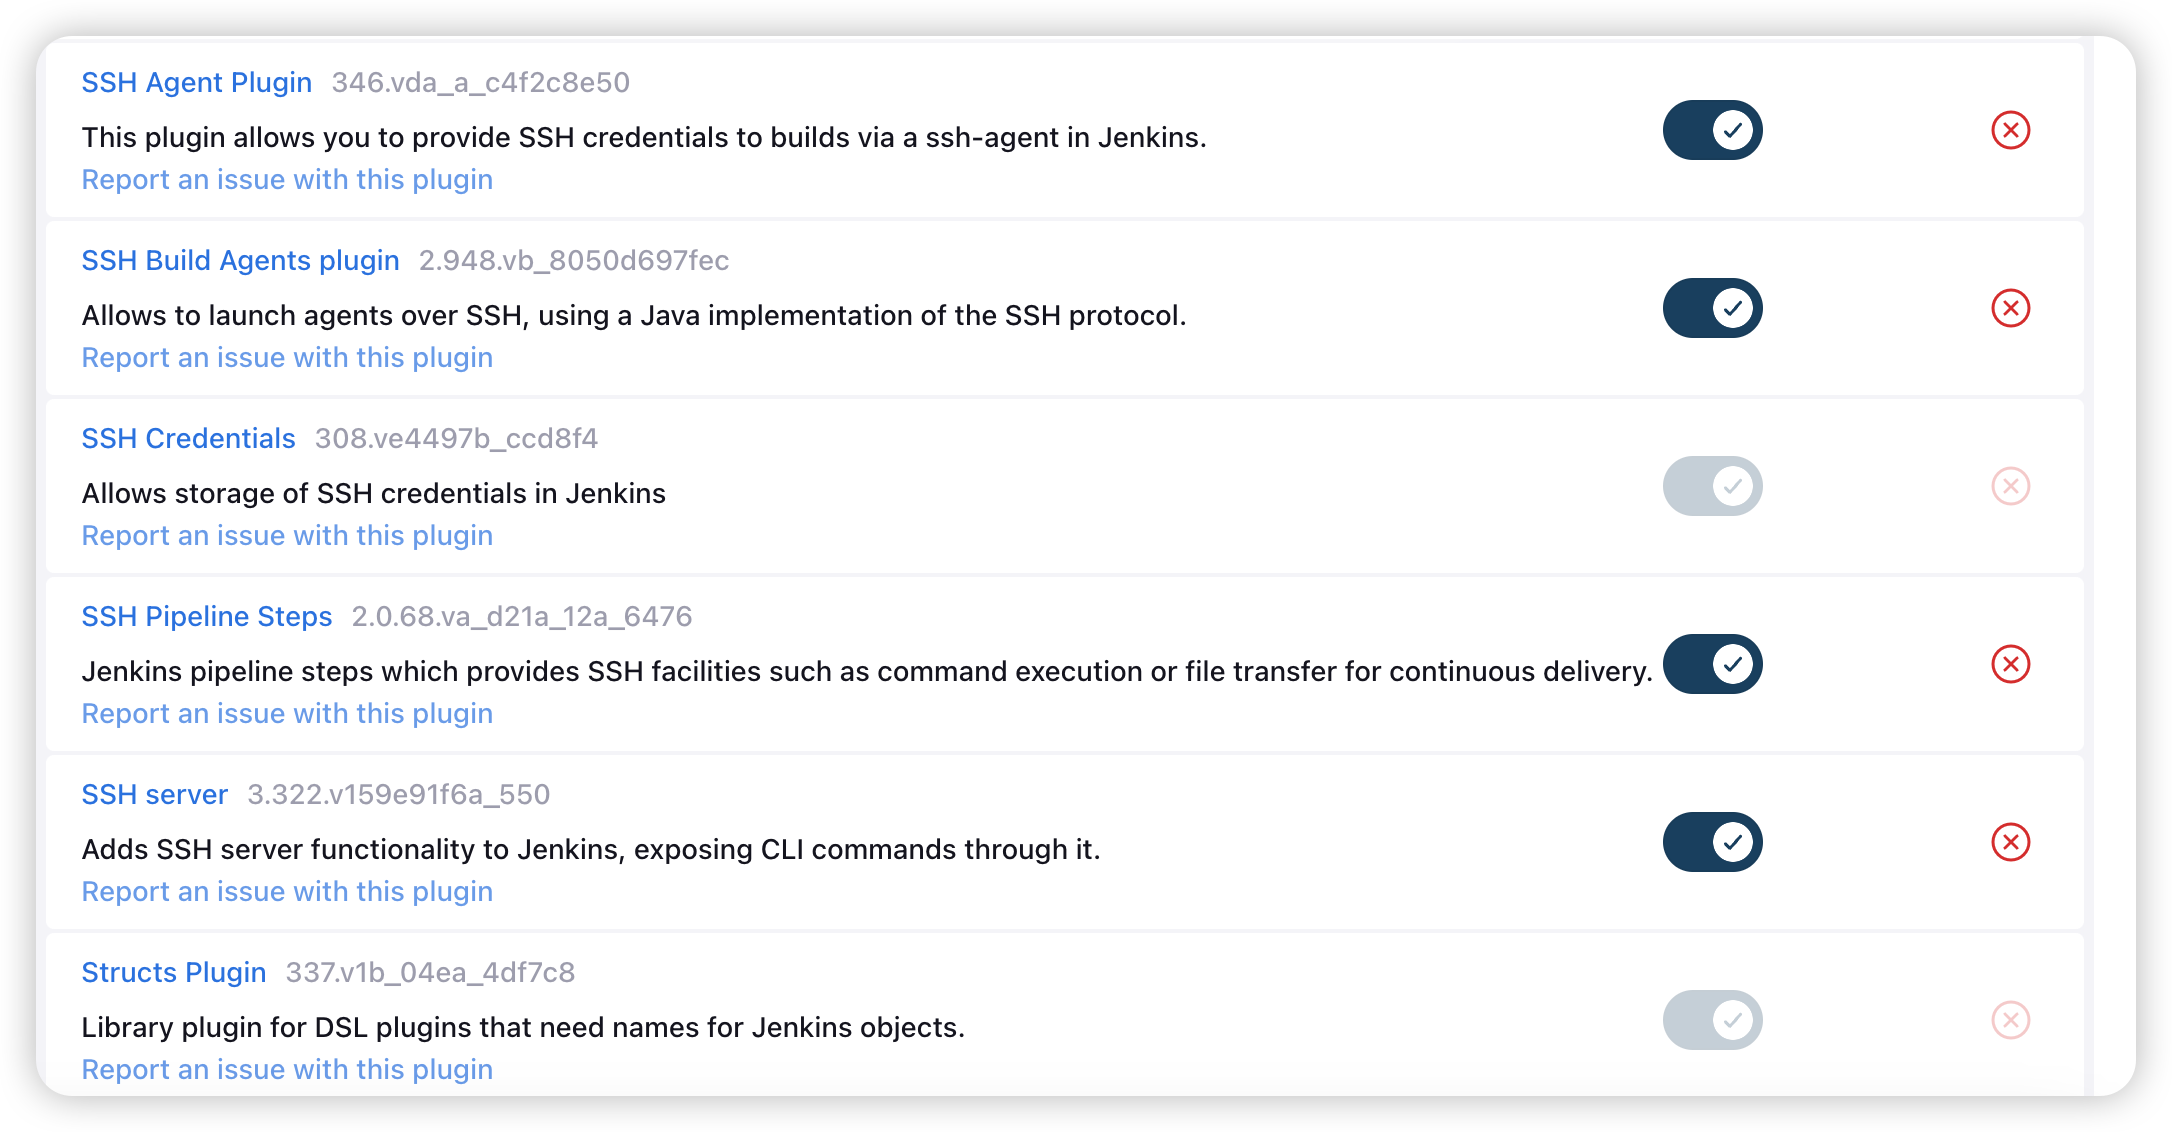 SSH Agent Plugin 346.vda_a_c4f2c8e50
This plugin allows you to provide SSH credentials to builds via a ssh-agent in Jenkins.
Report an issue with this plugin
SSH Build Agents plugin 2.948.vb_8050d697fec
Allows to launch agents over SSH, using a Java implementation of the SSH protocol.
Report an issue with this plugin
SSH Credentials 308.ve4497b_ccd8f4
Allows storage of SSH credentials in Jenkins
Report an issue with this plugin
SSH Pipeline Steps 2.0.68.va_d21a_12a_6476
Jenkins pipeline steps which provides SSH facilities such as command execution or file transfer for continuous delivery.
Report an issue with this plugin
SSH server 3.322.v159e91f6a_550
Adds SSH server functionality to Jenkins, exposing CLI commands through it.
Report an issue with this plugin
Structs Plugin 337.v1b_04ea_4df7c8
Library plugin for DSL plugins that need names for Jenkins objects.
Report an issue with this plugin